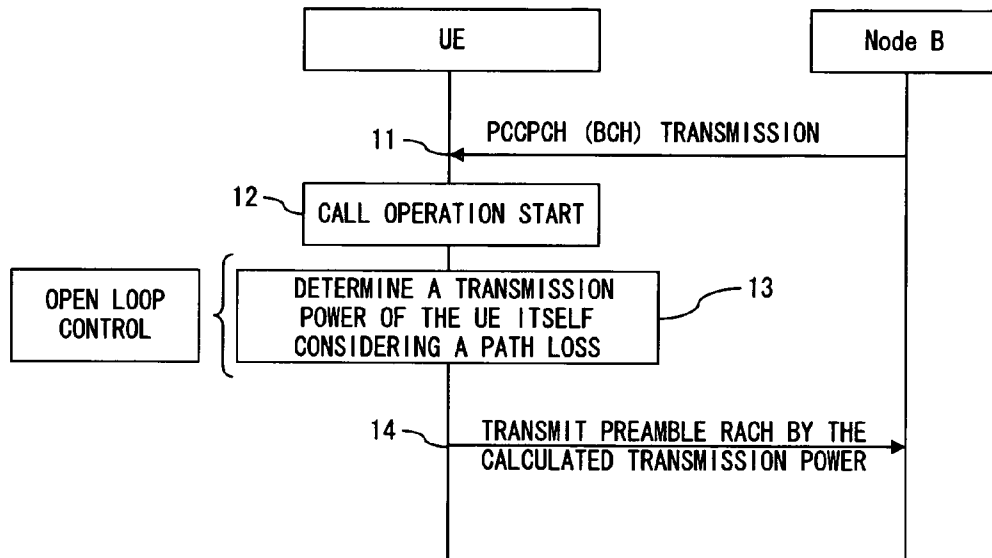 UE
Node B
PCCPCH (BCH) TRANSMISSION
11
12
CALL OPERATION START
OPEN LOOP
CONTROL
DETERMINE A TRANSMISSION
POWER OF THE UE ITSELF
CONSIDERING A PATH LOSS
13
14
TRANSMIT PREAMBLE RACH BY THE
CALCULATED TRANSMISSION POWER